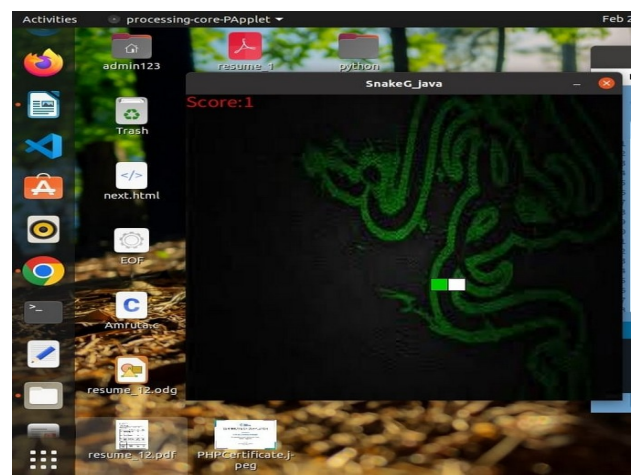 Activities
processing-core-PApplet
Feb 2
admin123
resume_1
python
SnakeG_java
Score:1
Trash
next.html
EOF
Amruta.c
resume_12.odg
resume_12.pdf
PHPCertificate.j-
peg